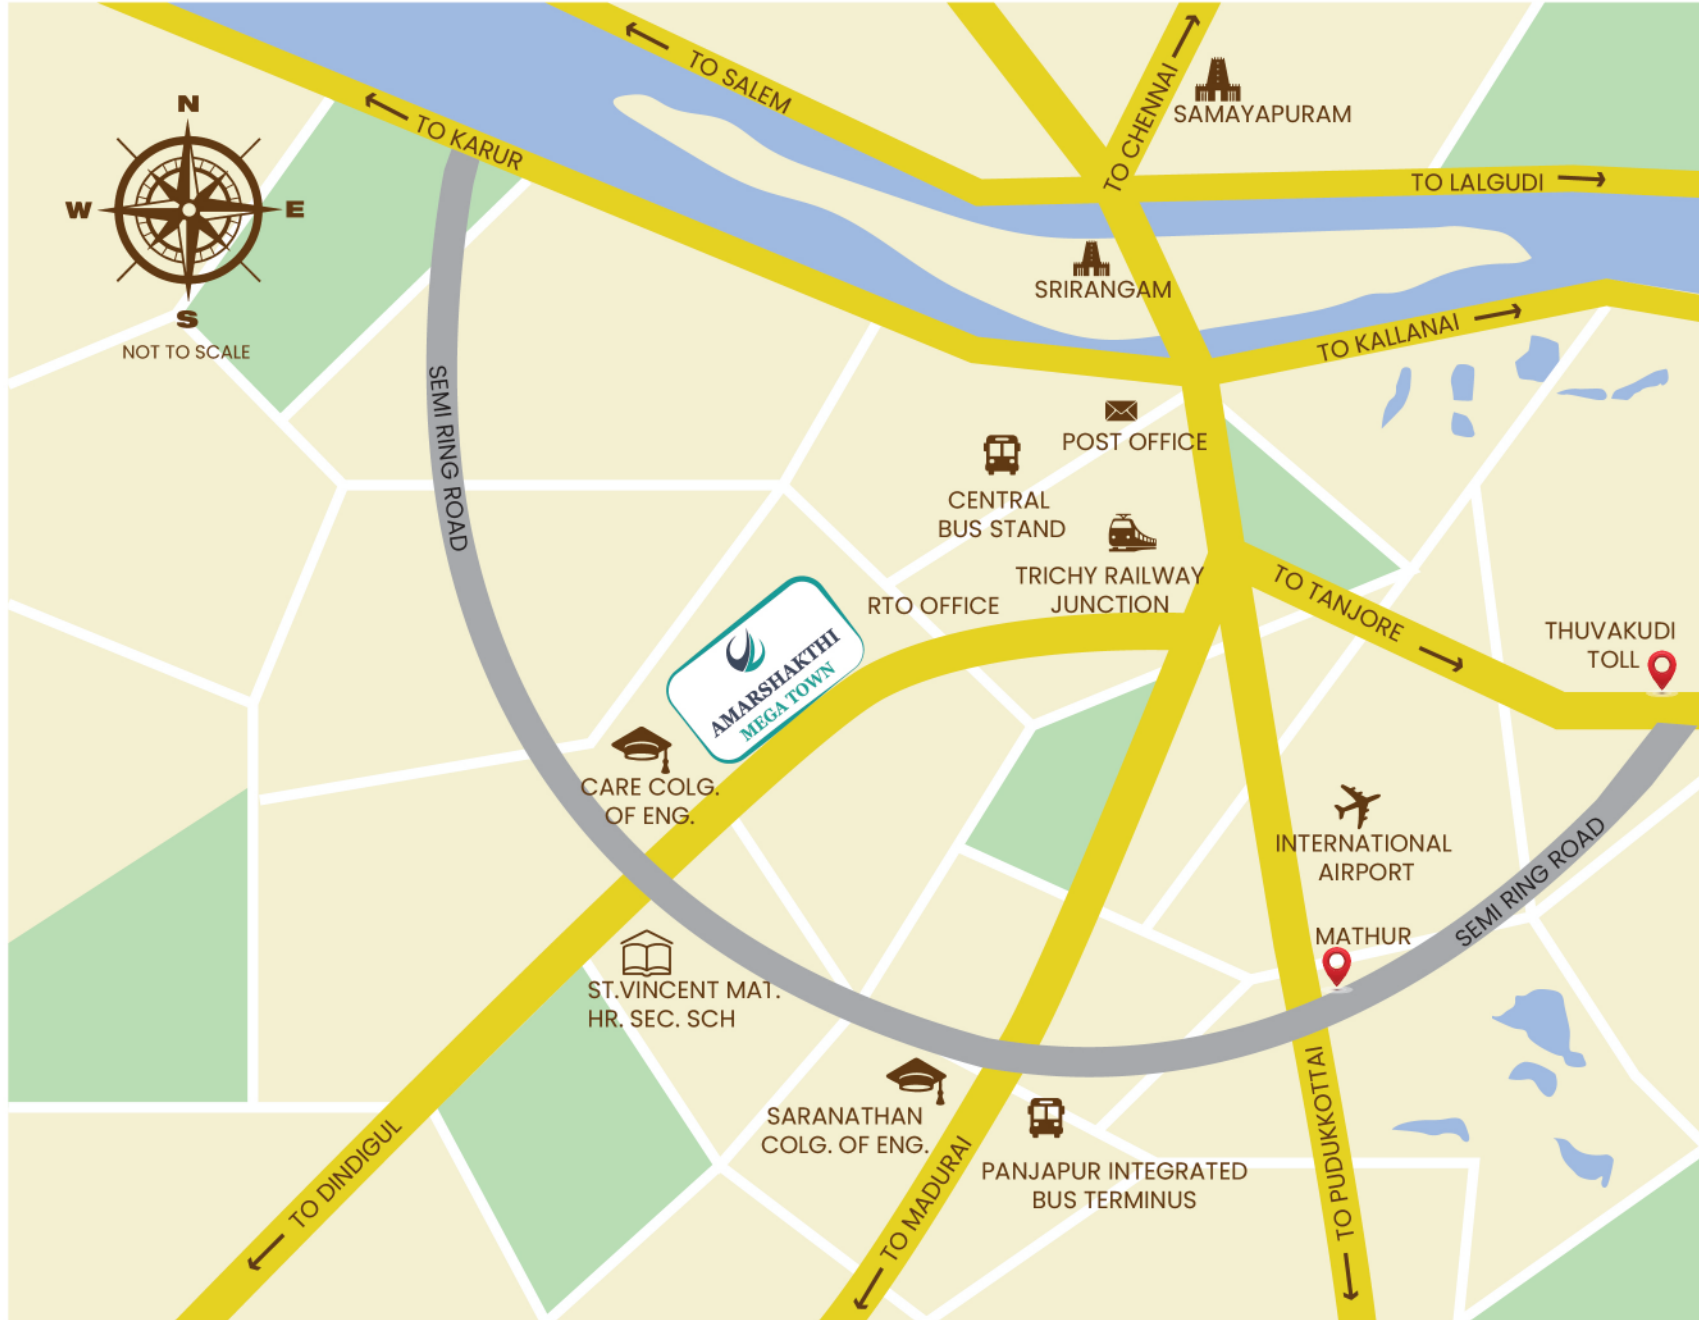 TO SALEM
TO CHENNAI
SAMAYAPURAM
N
W
E
S
NOT TO SCALE
TO KARUR
TO LALGUDI
SRIRANGAM
TO KALLANAI
SEMI RING ROAD
POST OFFICE
CENTRAL
BUS STAND
TRICHY RAILWAY
JUNCTION
RTO OFFICE
TO TANJORE
THUVAKUDI
TOLL
AMARSHAKTHI
MEGA TOWN
CARE COLG.
OF ENG.
INTERNATIONAL
AIRPORT
SEMI RING ROAD
MATHUR
ST.VINCENT MAT.
HR. SEC. SCH
SARANATHAN
COLG. OF ENG.
PANJAPUR INTEGRATED
BUS TERMINUS
TO DINDIGUL
TO MADURAI
TO PUDUKKOTTAI